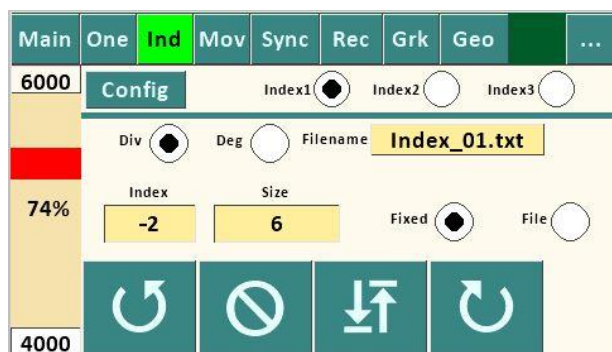 Main One Ind Mov Sync Rec Grk Geo ...
6000 Config Index1 Index2 Index3
Div Deg Filename Index_01.txt
Index Size
74% -2 6 Fixed File
4000